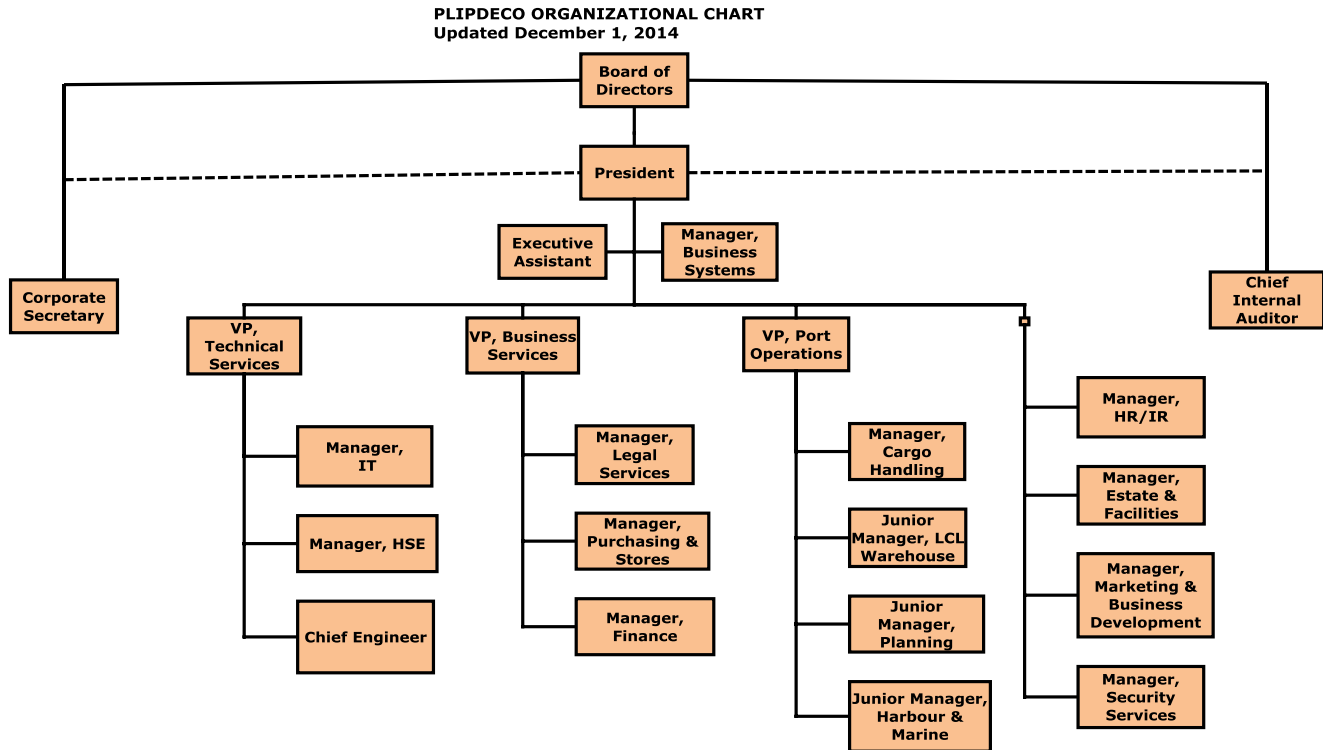 PLIPDECO ORGANIZATIONAL CHART
Updated December 1, 2014
Board of
Directors
President
Executive
Assistant
Manager,
Business
Systems
Corporate
Secretary
Chief
Internal
Auditor
VP,
Technical
Services
VP, Business
Services
VP, Port
Operations
Manager,
IT
Manager, HSE
Chief Engineer
Manager,
Legal
Services
Manager,
Purchasing &
Stores
Manager,
Finance
Manager,
Cargo
Handling
Junior
Manager, LCL
Warehouse
Junior
Manager,
Planning
Junior Manager,
Harbour &
Marine
Manager,
HR/IR
Manager,
Estate &
Facilities
Manager,
Marketing &
Business
Development
Manager,
Security
Services